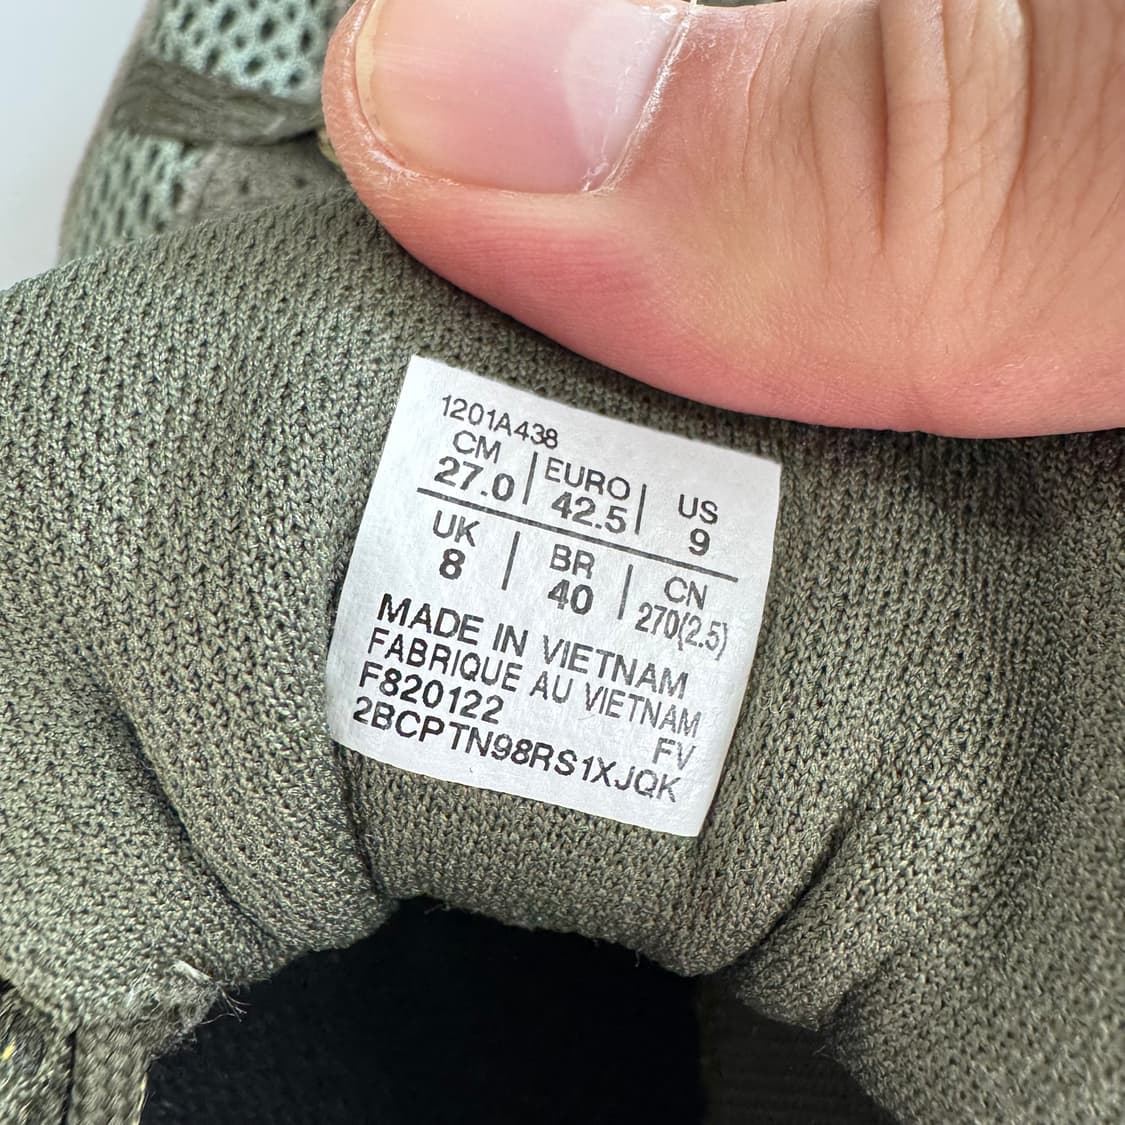 1201A438
CM | EURO | US
27.0 | 42.5 | 9
UK | BR | CN
8 | 40 | 270(2.5)
MADE IN VIETNAM
FABRIQUE AU VIETNAM
F820122 FV
2BCPTN98RS1XJQK